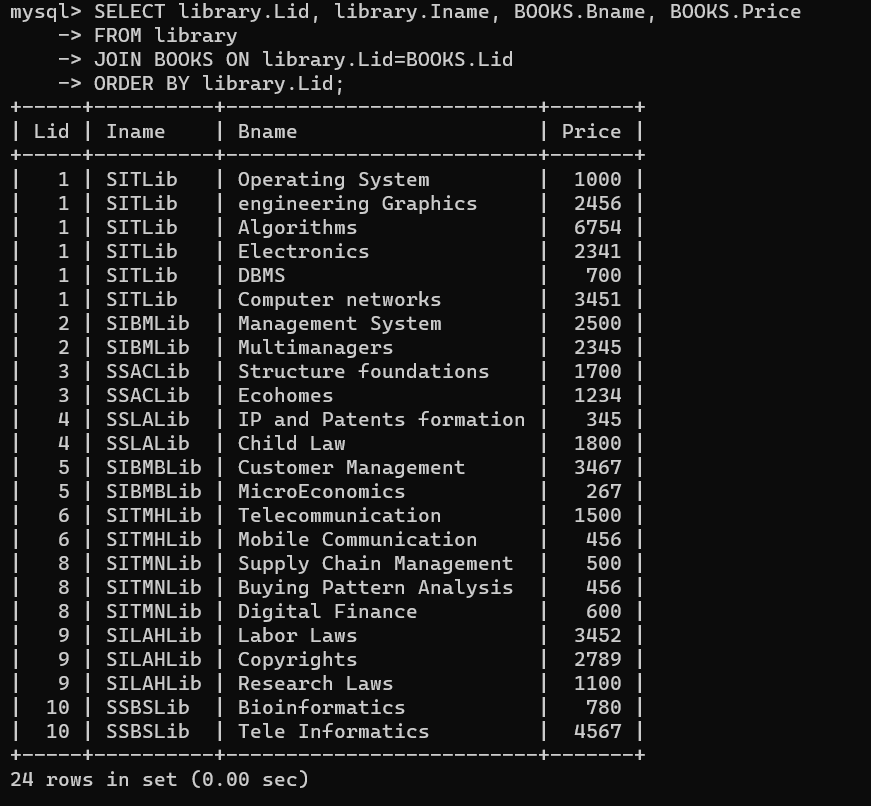 mysql> SELECT library.Lid, library.Iname, BOOKS.Bname, BOOKS.Price
    -> FROM library
    -> JOIN BOOKS ON library.Lid=BOOKS.Lid
    -> ORDER BY library.Lid;
+-----+----------+--------------------------+-------+
| Lid | Iname    | Bname                    | Price |
+-----+----------+--------------------------+-------+
|   1 | SITLib   | Operating System         |  1000 |
|   1 | SITLib   | engineering Graphics     |  2456 |
|   1 | SITLib   | Algorithms               |  6754 |
|   1 | SITLib   | Electronics              |  2341 |
|   1 | SITLib   | DBMS                     |   700 |
|   1 | SITLib   | Computer networks        |  3451 |
|   2 | SIBMLib  | Management System        |  2500 |
|   2 | SIBMLib  | Multimanagers            |  2345 |
|   3 | SSACLib  | Structure foundations    |  1700 |
|   3 | SSACLib  | Ecohomes                 |  1234 |
|   4 | SSLALib  | IP and Patents formation |   345 |
|   4 | SSLALib  | Child Law                |  1800 |
|   5 | SIBMBLib | Customer Management      |  3467 |
|   5 | SIBMBLib | MicroEconomics           |   267 |
|   6 | SITMHLib | Telecommunication        |  1500 |
|   6 | SITMHLib | Mobile Communication     |   456 |
|   8 | SITMNLib | Supply Chain Management  |   500 |
|   8 | SITMNLib | Buying Pattern Analysis  |   456 |
|   8 | SITMNLib | Digital Finance          |   600 |
|   9 | SILAHLib | Labor Laws               |  3452 |
|   9 | SILAHLib | Copyrights               |  2789 |
|   9 | SILAHLib | Research Laws            |  1100 |
|  10 | SSBSLib  | Bioinformatics           |   780 |
|  10 | SSBSLib  | Tele Informatics         |  4567 |
+-----+----------+--------------------------+-------+
24 rows in set (0.00 sec)